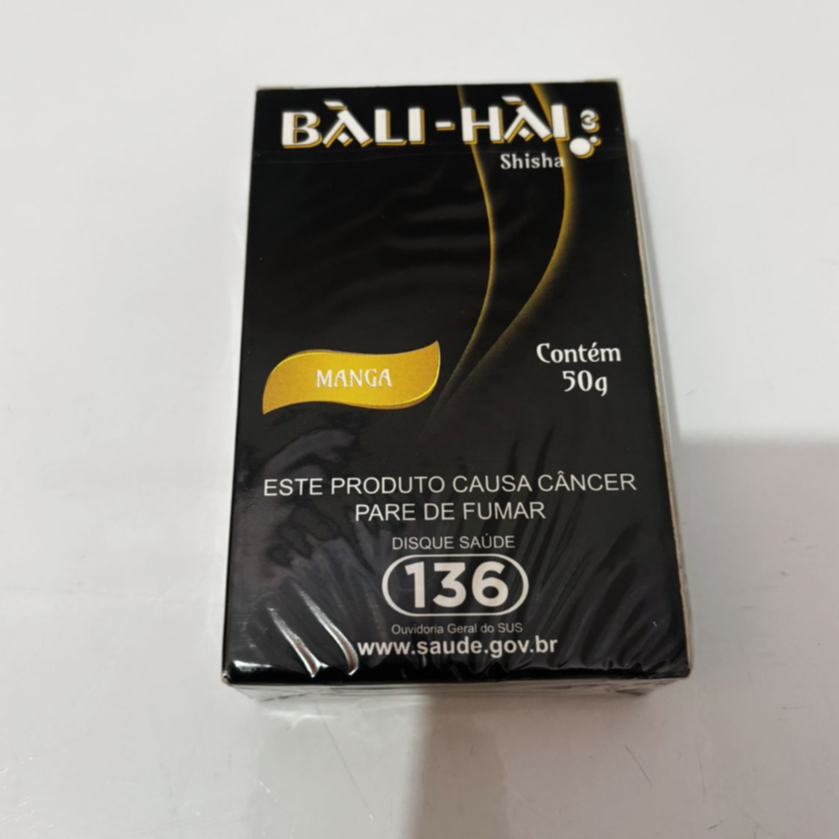 BÀLI-HÀI
Shisha
MANGA
Contém
50g
ESTE PRODUTO CAUSA CÂNCER
PARE DE FUMAR
DISQUE SAÚDE
136
Ouvidoria Geral do SUS
www.saude.gov.br